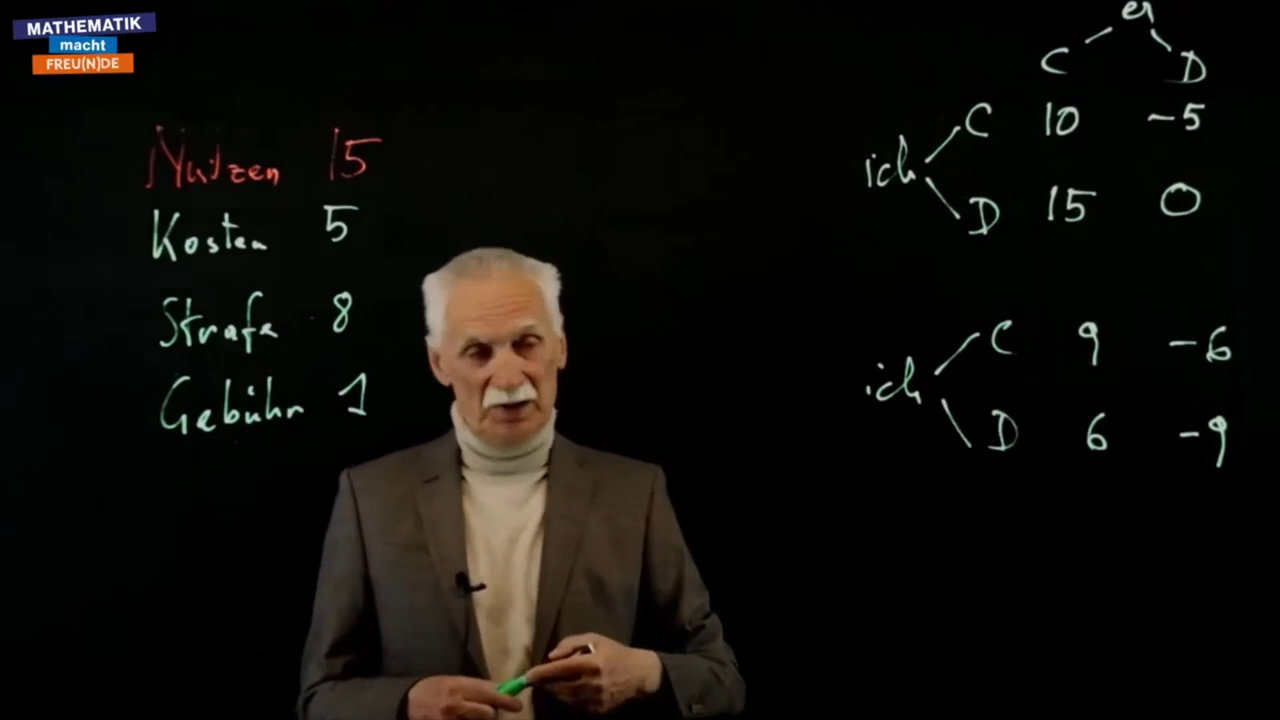 MATHEMATIK
macht
FREU(N)DE
Nutzen 15
Kosten 5
Strafe 8
Gebühr 1
er
C D
ich C 10 -5
D 15 0
ich C 9 -6
D 6 -9